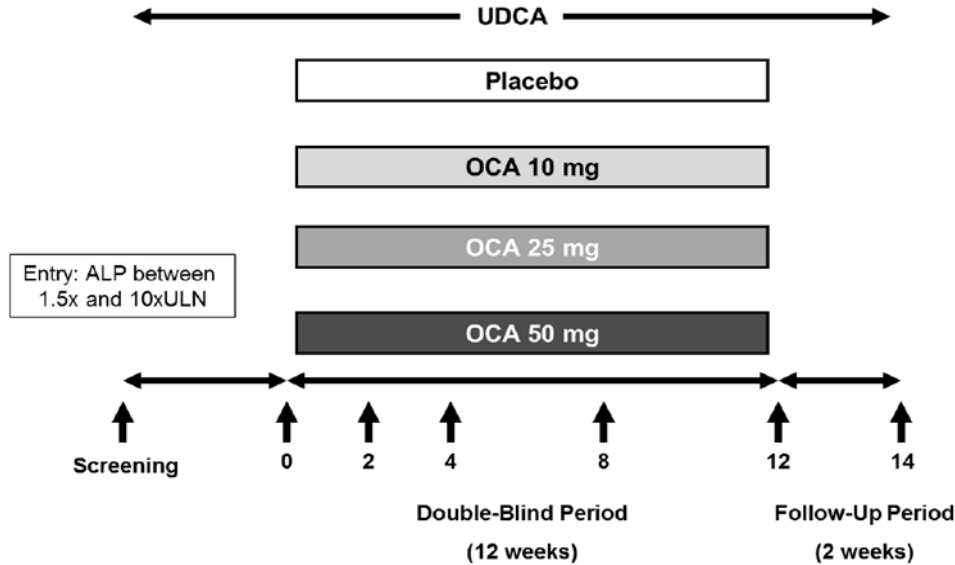 UDCA
Placebo
OCA 10 mg
OCA 25 mg
Entry: ALP between
1.5x and 10xULN
OCA 50 mg
Screening
0
2
4
8
12
14
Double-Blind Period
(12 weeks)
Follow-Up Period
(2 weeks)